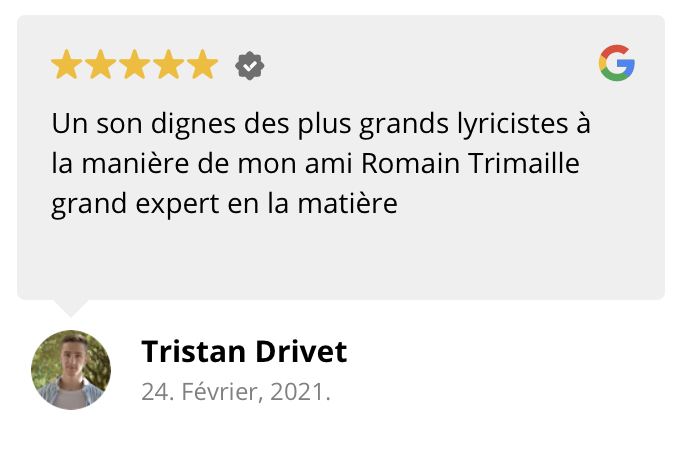 Un son dignes des plus grands lyricistes à
la manière de mon ami Romain Trimaille
grand expert en la matière
Tristan Drivet
24. Février, 2021.